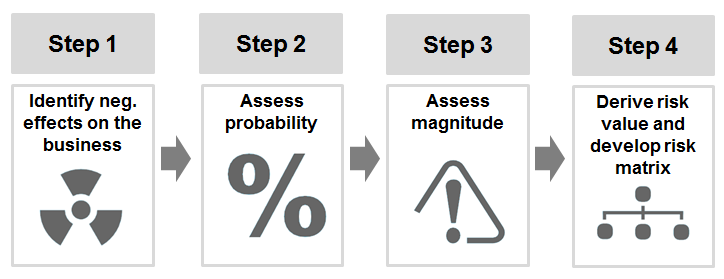 Step 1
Step 2
Step 3
Step 4
Identify neg.
effects on the
business
Assess
probability
%
Assess
magnitude
!
Derive risk
value and
develop risk
matrix